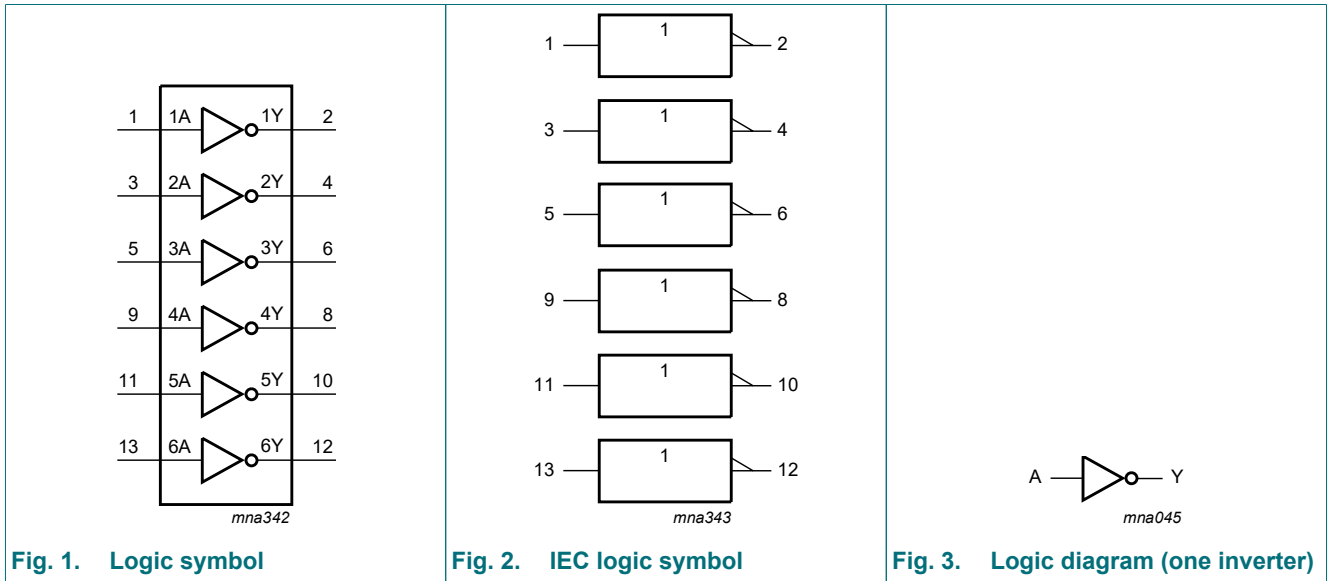 1 1A 1Y 2
3 2A 2Y 4
5 3A 3Y 6
9 4A 4Y 8
11 5A 5Y 10
13 6A 6Y 12
mna342
Fig. 1. Logic symbol
1 1 2
3 1 4
5 1 6
9 1 8
11 1 10
13 1 12
mna343
Fig. 2. IEC logic symbol
A Y
mna045
Fig. 3. Logic diagram (one inverter)